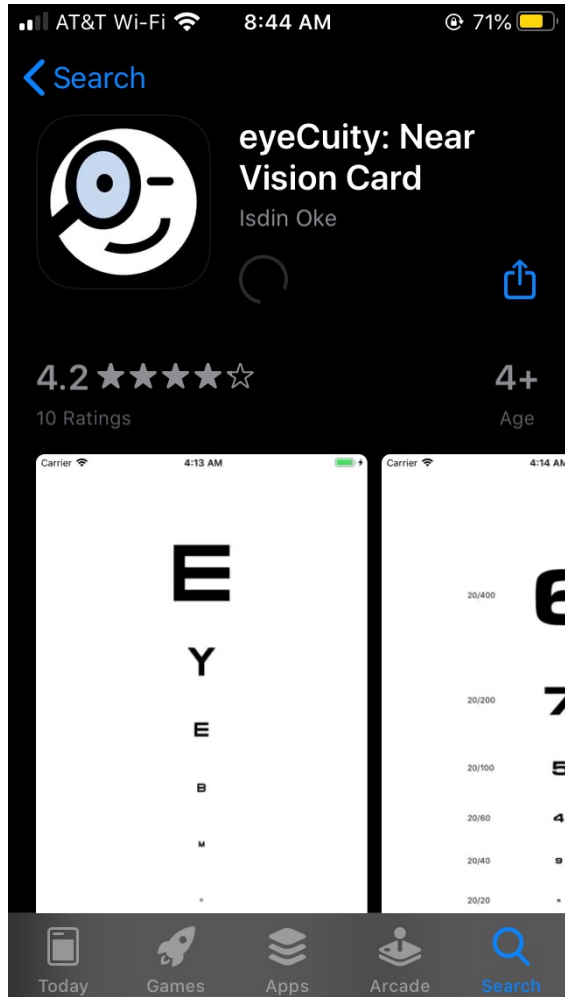 AT&T Wi-Fi 8:44 AM 71%
Search
eyeCuity: Near
Vision Card
Isdin Oke
4.2 4+
10 Ratings Age
Carrier 4:13 AM Carrier 4:14 AM
E
Y
E
B
M
20/400 6
20/200 7
20/100 5
20/60 4
20/40 9
20/20
Today Games Apps Arcade Search